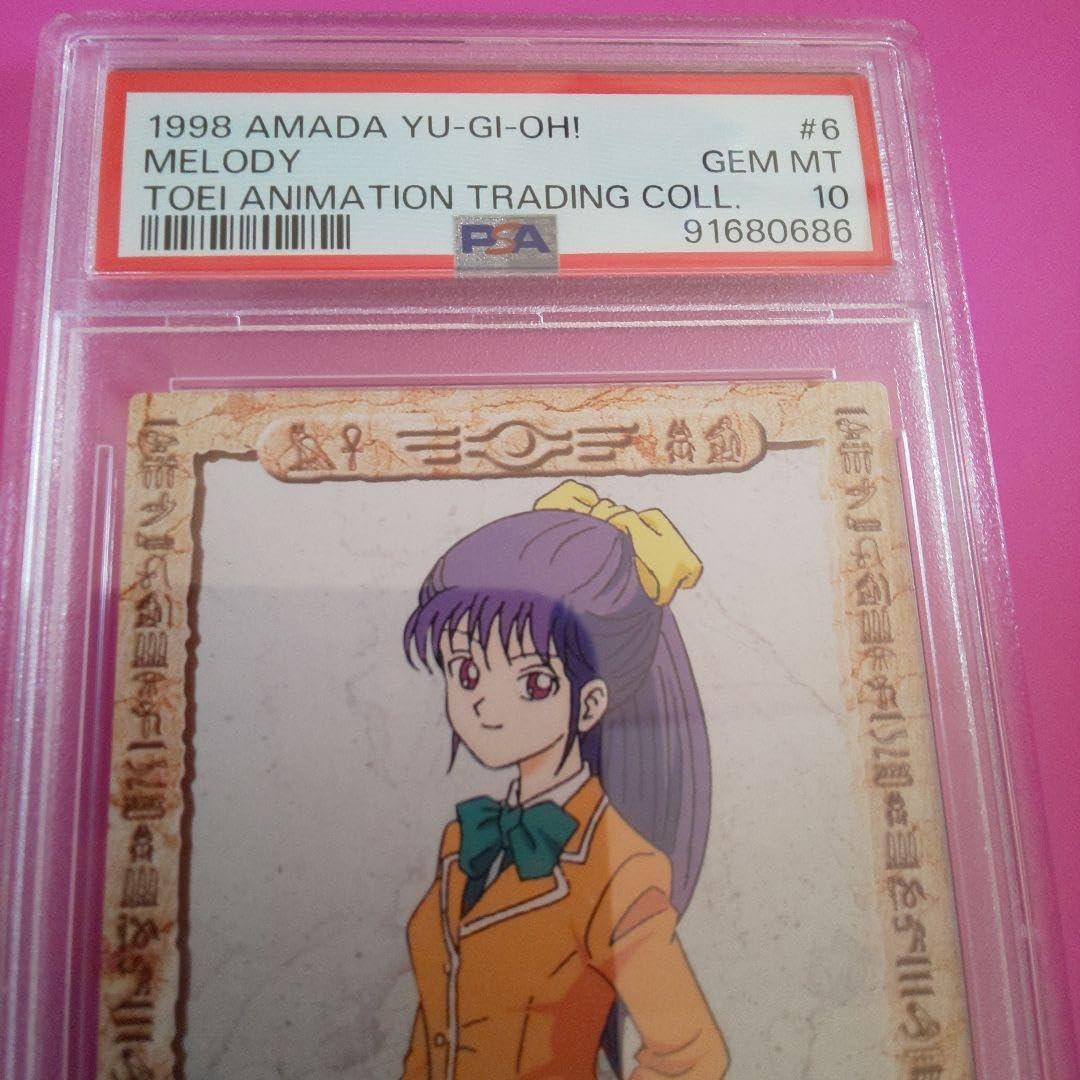 1998 AMADA YU-GI-OH! #6
MELODY GEM MT
TOEI ANIMATION TRADING COLL. 10
PSA 91680686